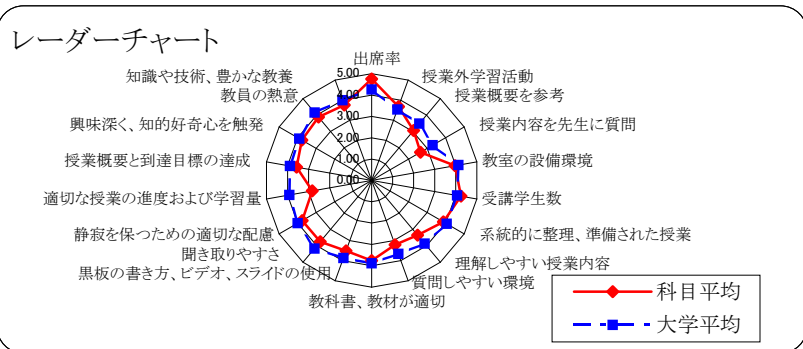 レーダーチャート
出席率
授業外学習活動
授業概要を参考
授業内容を先生に質問
教室の設備環境
受講学生数
系統的に整理、準備された授業
理解しやすい授業内容
質問しやすい環境
教科書、教材が適切
黒板の書き方、ビデオ、スライドの使用
聞き取りやすさ
静寂を保つための適切な配慮
適切な授業の進度および学習量
授業概要と到達目標の達成
興味深く、知的好奇心を触発
教員の熱意
知識や技術、豊かな教養
5.00
4.00
3.00
2.00
1.00
0.00
科目平均
大学平均